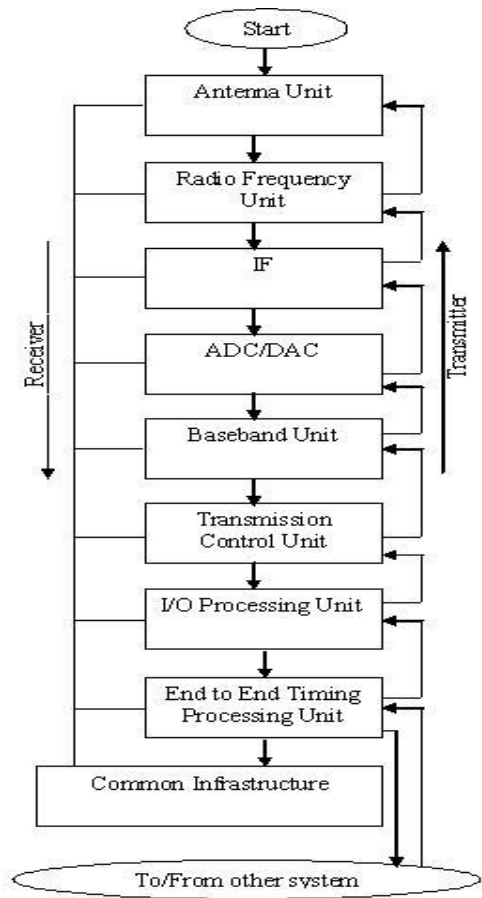 Start
Antenna Unit
Radio Frequency
Unit
IF
ADC/DAC
Receiver
Transmitter
Baseband Unit
Transmission
Control Unit
I/O Processing Unit
End to End Timing
Processing Unit
Common Infrastructure
To/From other system